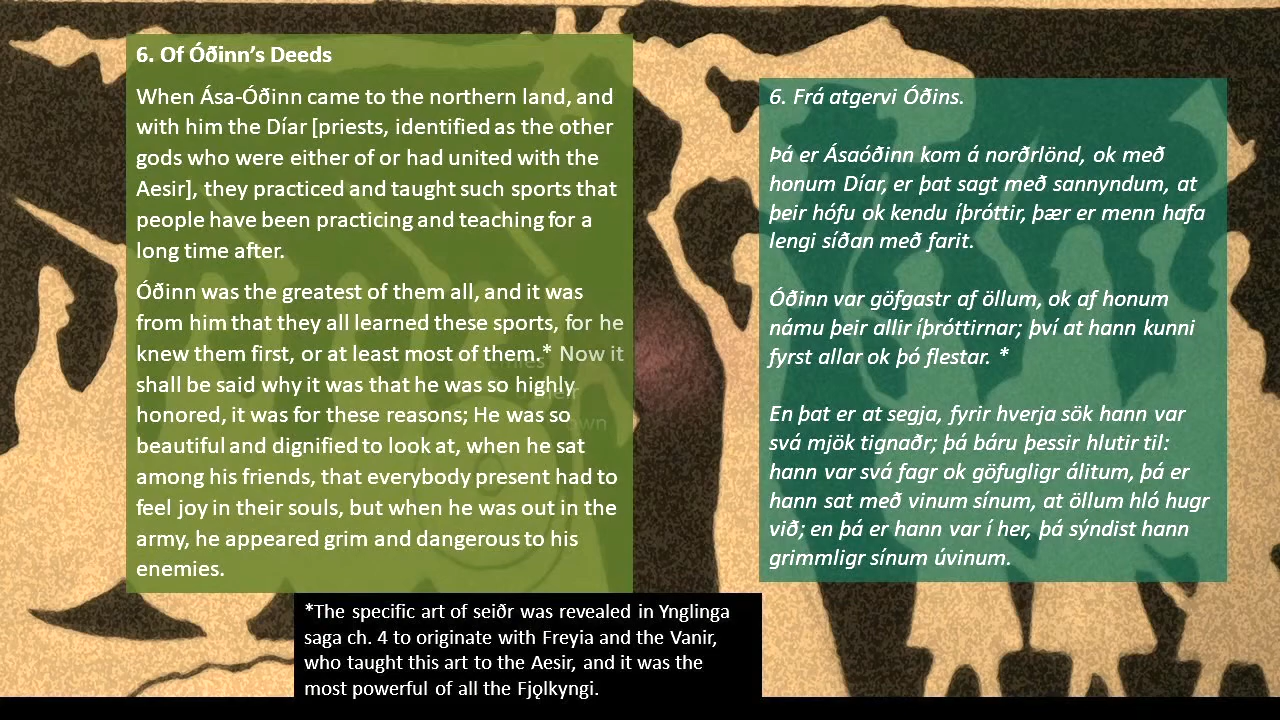 6. Of Óðinn’s Deeds
When Ása-Óðinn came to the northern land, and
with him the Díar [priests, identified as the other
gods who were either of or had united with the
Aesir], they practiced and taught such sports that
people have been practicing and teaching for a
long time after.
Óðinn was the greatest of them all, and it was
from him that they all learned these sports, for he
knew them first, or at least most of them.* Now it
shall be said why it was that he was so highly
honored, it was for these reasons; He was so
beautiful and dignified to look at, when he sat
among his friends, that everybody present had to
feel joy in their souls, but when he was out in the
army, he appeared grim and dangerous to his
enemies.
6. Frá atgervi Óðins.
Þá er Ásaóðinn kom á norðrlönd, ok með
honum Díar, er þat sagt með sannyndum, at
þeir hófu ok kendu íþróttir, þær er menn hafa
lengi síðan með farit.
Óðinn var göfgastr af öllum, ok af honum
námu þeir allir íþróttirnar; því at hann kunni
fyrst allar ok þó flestar. *
En þat er at segja, fyrir hverja sök hann var
svá mjök tignaðr; þá báru þessir hlutir til:
hann var svá fagr ok göfugligr álitum, þá er
hann sat með vinum sínum, at öllum hló hugr
við; en þá er hann var í her, þá sýndist hann
grimmligr sínum úvinum.
*The specific art of seiðr was revealed in Ynglinga
saga ch. 4 to originate with Freyia and the Vanir,
who taught this art to the Aesir, and it was the
most powerful of all the Fjǫlkyngi.